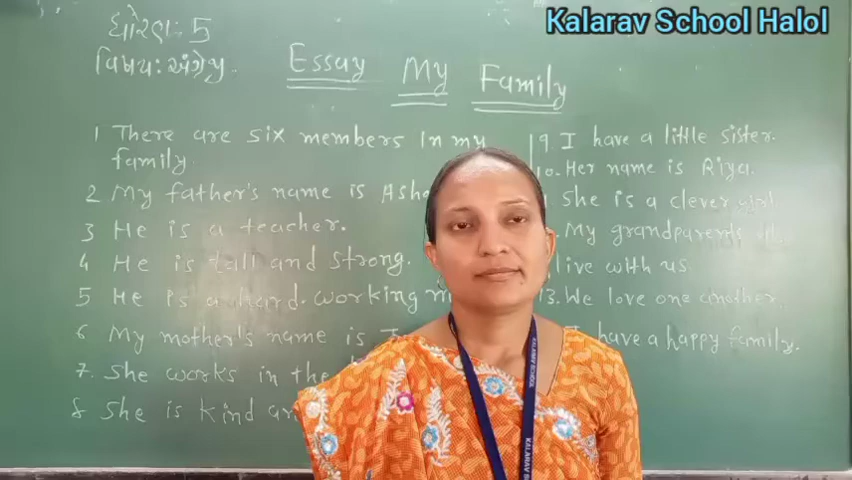 Kalarav School Halol
ધોરણ: 5
વિષય: અંગ્રેજી.
Essay My Family
1 There are six members in my
family
2 My father's name is
3 He is a teacher.
4 He is tall and strong.
5 He is a hard. working
6 My mother's name is
7. She works in the
8 She is kind
9. I have a little sister.
10. Her name is Riya.
She is a clever girl.
My grandparents
live with us.
13. We love one another.
have a happy family.
KALARAV SCHOOL
KALARAV